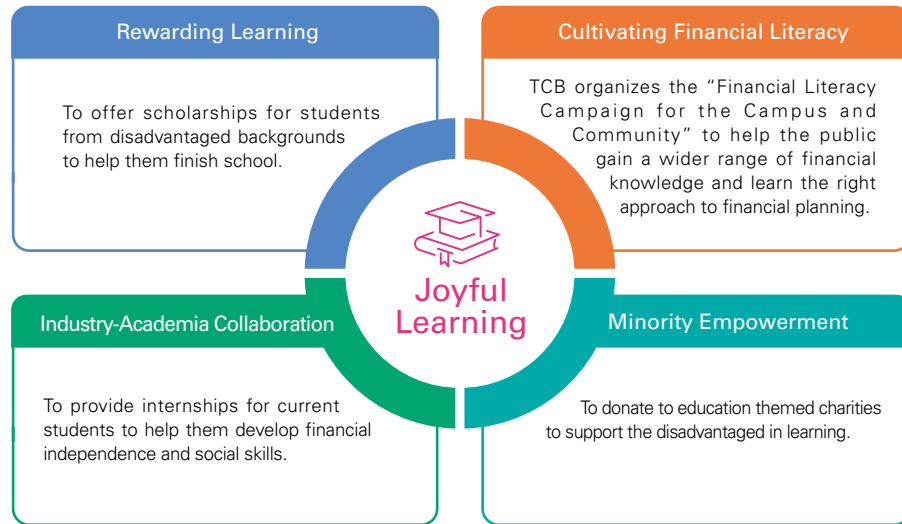 Rewarding Learning
To offer scholarships for students
from disadvantaged backgrounds
to help them finish school.
Cultivating Financial Literacy
TCB organizes the “Financial Literacy
Campaign for the Campus and
Community” to help the public
gain a wider range of financial
knowledge and learn the right
approach to financial planning.
Joyful
Learning
Industry-Academia Collaboration
To provide internships for current
students to help them develop financial
independence and social skills.
Minority Empowerment
To donate to education themed charities
to support the disadvantaged in learning.